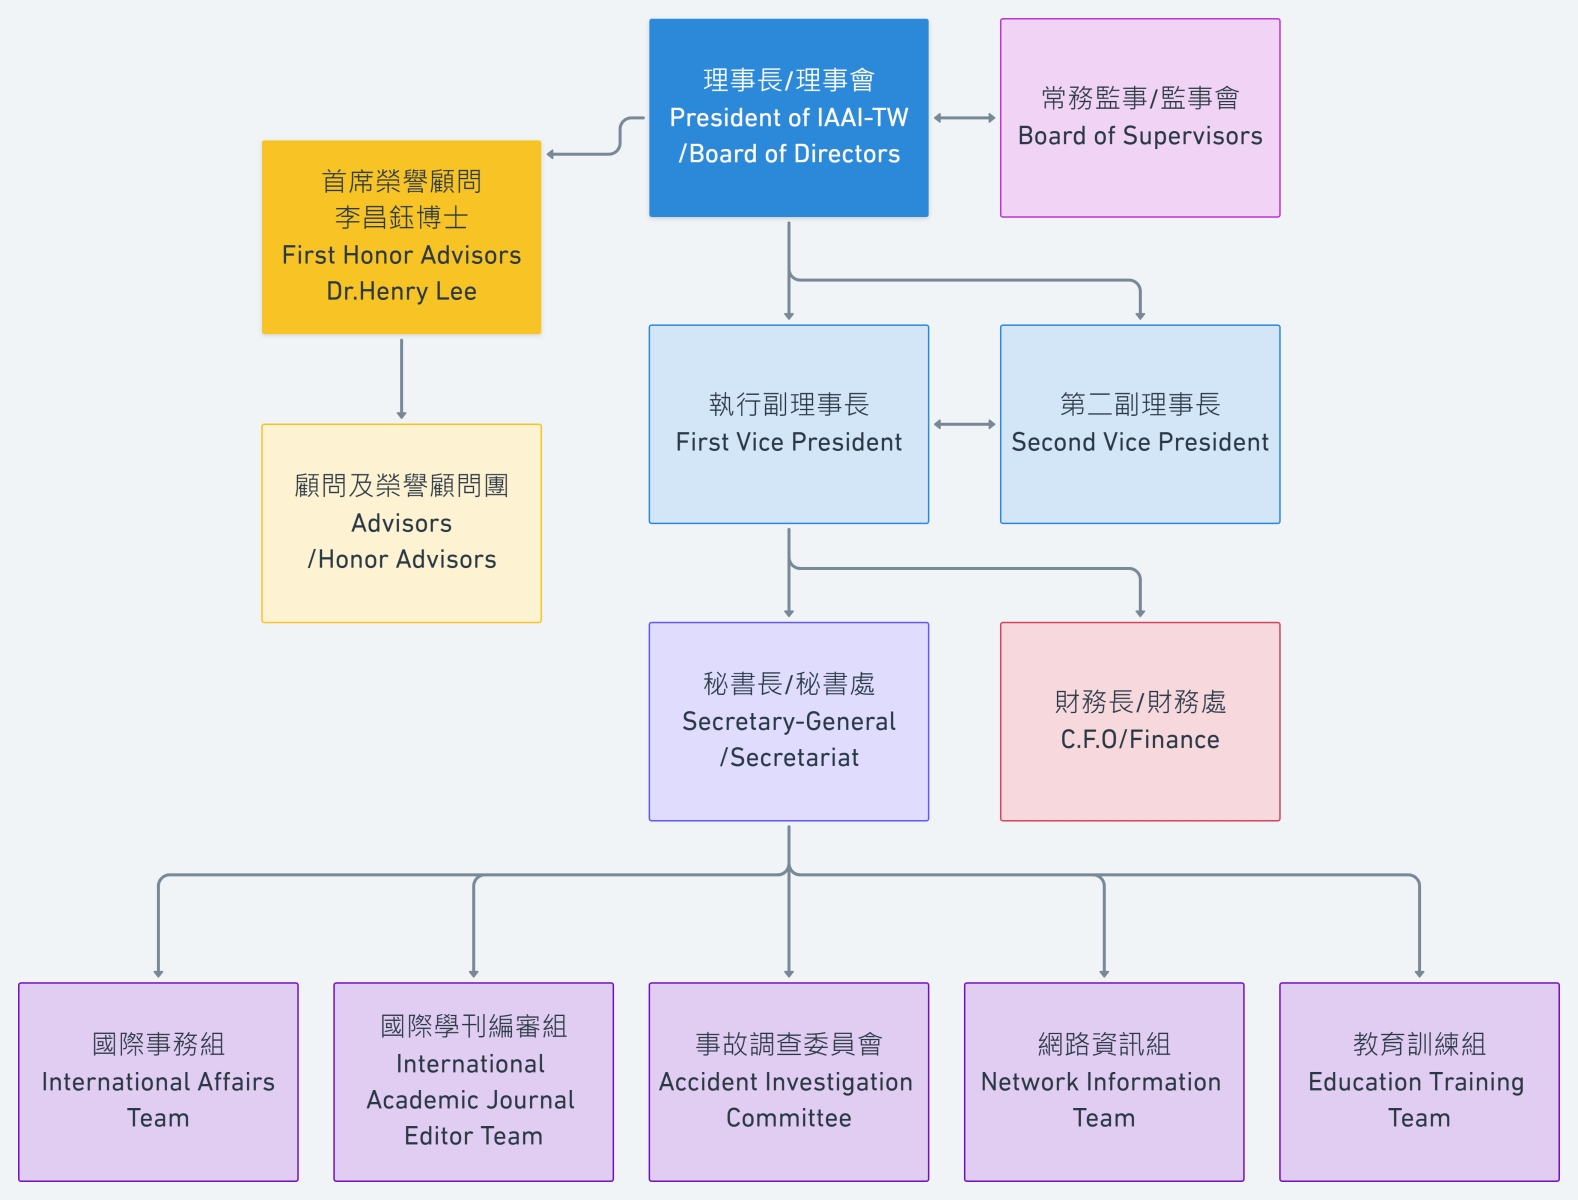 理事長/理事會
President of IAAI-TW
/Board of Directors
常務監事/監事會
Board of Supervisors
首席榮譽顧問
李昌鈺博士
First Honor Advisors
Dr.Henry Lee
執行副理事長
First Vice President
第二副理事長
Second Vice President
顧問及榮譽顧問團
Advisors
/Honor Advisors
秘書長/秘書處
Secretary-General
/Secretariat
財務長/財務處
C.F.O/Finance
國際事務組
International Affairs
Team
國際學刊編審組
International
Academic Journal
Editor Team
事故調查委員會
Accident Investigation
Committee
網路資訊組
Network Information
Team
教育訓練組
Education Training
Team